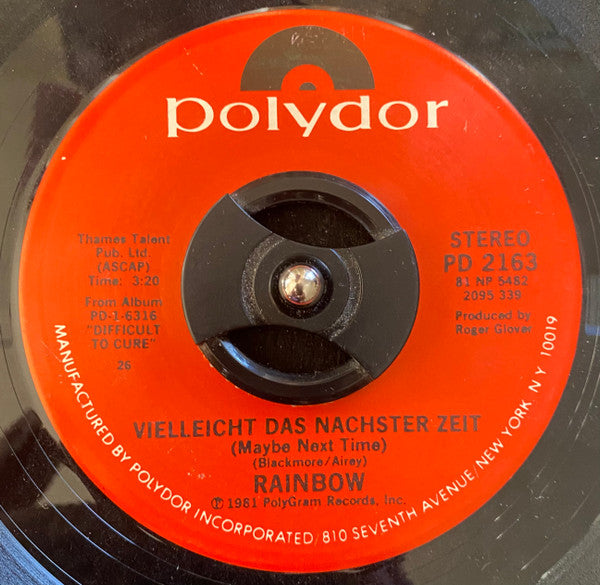 polydor
Thames Talent
Pub. Ltd.
(ASCAP)
Time: 3:20
From Album
PD-1-6316
"DIFFICULT
TO CURE"
26
STEREO
PD 2163
81 NP 5482
2095 339
Produced by
Roger Glover
VIELLEICHT DAS NACHSTER ZEIT
(Maybe Next Time)
(Blackmore/Airey)
RAINBOW
℗ 1981 PolyGram Records, Inc.
MANUFACTURED BY POLYDOR INCORPORATED/810 SEVENTH AVENUE/NEW YORK, N Y 10019